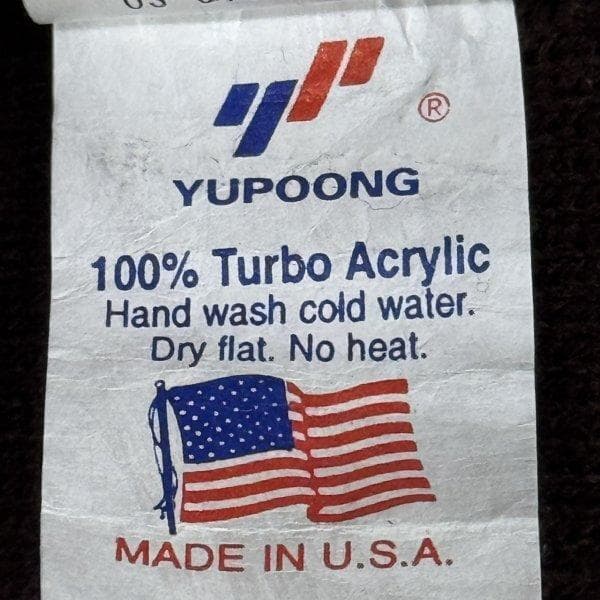 ®
YUPOONG
100% Turbo Acrylic
Hand wash cold water.
Dry flat. No heat.
MADE IN U.S.A.